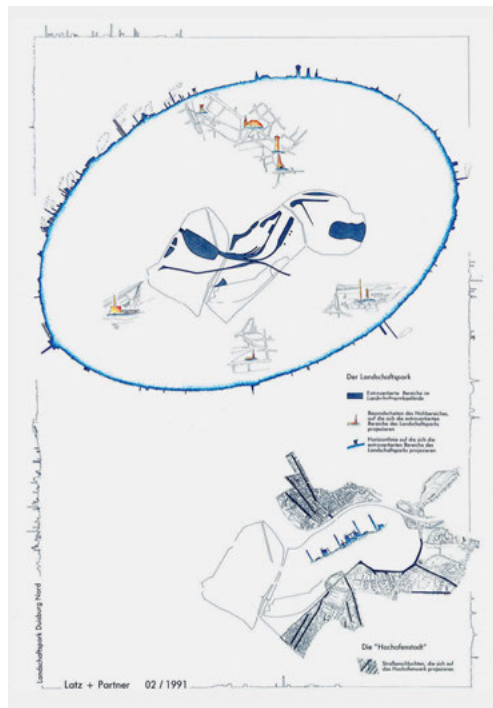 Der Landschaftspark
Extrovertierte Bereiche im
Landschaftsparkgelände
Besonderheiten des Nahbereiches,
auf die sich die extrovertierten
Bereiche des Landschaftsparks
projizieren
Horizontlinie auf die sich die
extrovertierten Bereiche des
Landschaftsparks projizieren
Die "Hochofenstadt"
Straßenschluchten, die sich auf
das Hochofenwerk projizieren
Landschaftspark Duisburg Nord
Latz + Partner 02 / 1991